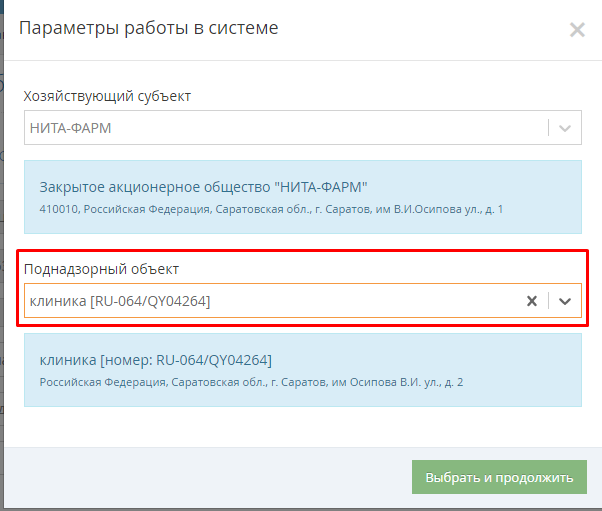 Параметры работы в системе
Хозяйствующий субъект
НИТА-ФАРМ
Закрытое акционерное общество "НИТА-ФАРМ"
410010, Российская Федерация, Саратовская обл., г. Саратов, им В.И.Осипова ул., д. 1
Поднадзорный объект
клиника [RU-064/QY04264]
клиника [номер: RU-064/QY04264]
Российская Федерация, Саратовская обл., г. Саратов, им Осипова В.И. ул., д. 2
Выбрать и продолжить